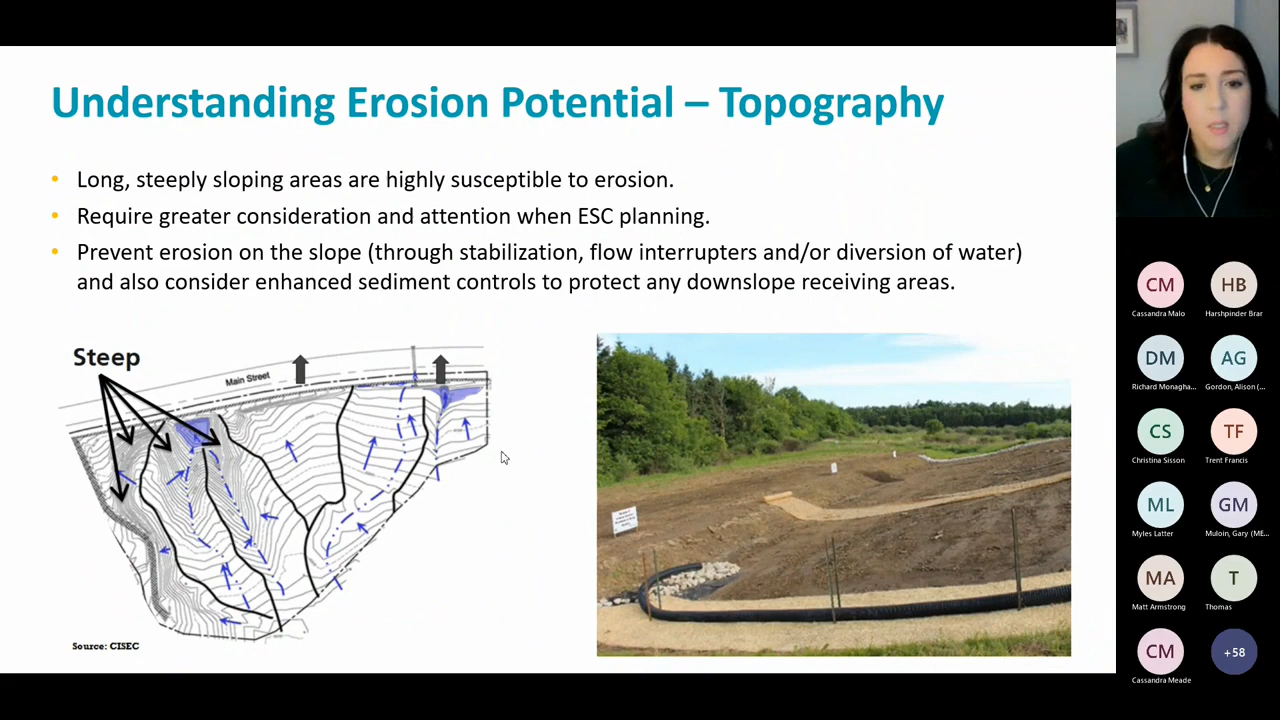 Understanding Erosion Potential – Topography
• Long, steeply sloping areas are highly susceptible to erosion.
• Require greater consideration and attention when ESC planning.
• Prevent erosion on the slope (through stabilization, flow interrupters and/or diversion of water)
and also consider enhanced sediment controls to protect any downslope receiving areas.
Steep
Main Street
Source: CISEC
CM
HB
Cassandra Malo
Harshpinder Brar
DM
AG
Richard Monagha...
Gordon, Alison (...
CS
TF
Christina Sisson
Trent Francis
ML
GM
Myles Latter
Muloin, Gary (ME...
MA
T
Matt Armstrong
Thomas
CM
+58
Cassandra Meade